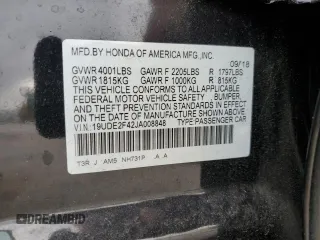 MFD.BY HONDA OF AMERICA MFG.,INC.
09/18
GVWR 4001LBS GAWR F 2205LBS R 1797LBS
GVWR 1815KG GAWR F 1000KG R 815KG
THIS VEHICLE CONFORMS TO ALL APPLICABLE
FEDERAL MOTOR VEHICLE SAFETY, BUMPER,
AND THEFT PREVENTION STANDARDS IN EFFECT ON THE
DATE OF MANUFACTURE SHOWN ABOVE.
V.I.N:19UDE2F42JA008848 TYPE:PASSENGER CAR
T3R J AM5 NH731P A A
AUTOBIDMASTER